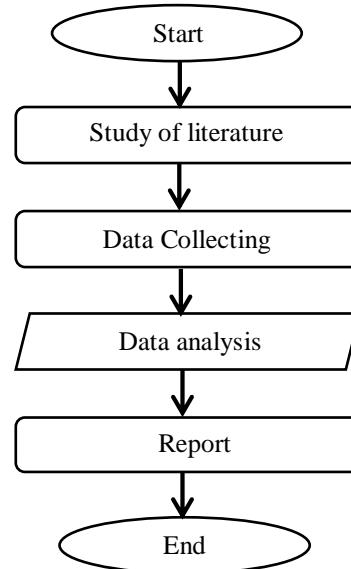 Start
Study of literature
Data Collecting
Data analysis
Report
End